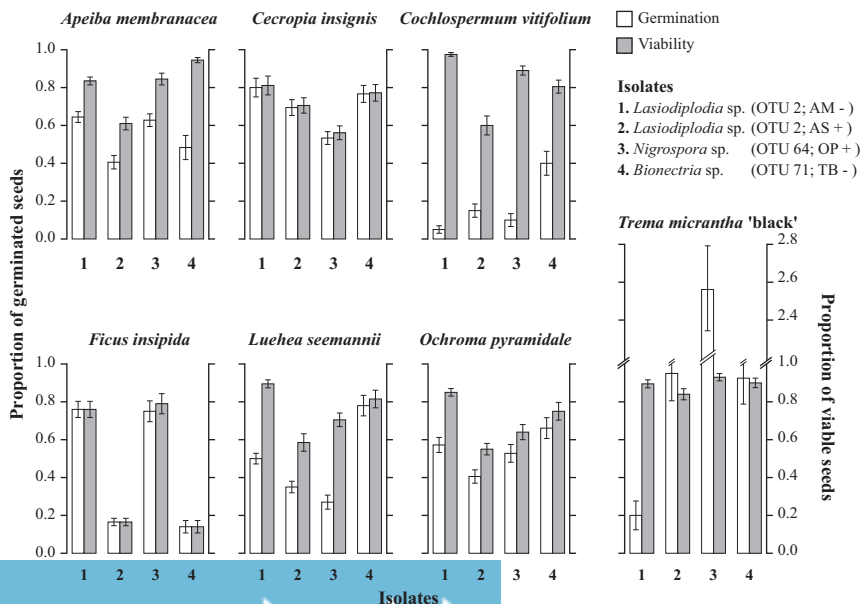 Apeiba membranacea
Cecropia insignis
Cochlospermum vitifolium
Germination
Viability
Isolates
1. Lasiodiplodia sp. (OTU 2; AM - )
2. Lasiodiplodia sp. (OTU 2; AS + )
3. Nigrospora sp. (OTU 64; OP + )
4. Bionectria sp. (OTU 71; TB - )
1.0
0.8
0.6
0.4
0.2
0.0
1 2 3 4
1 2 3 4
1 2 3 4
Proportion of germinated seeds
Ficus insipida
Luehea seemannii
Ochroma pyramidale
1.0
0.8
0.6
0.4
0.2
0.0
1 2 3 4
1 2 3 4
1 2 3 4
Isolates
Trema micrantha 'black'
2.8
2.6
2.4
2.2
1.0
0.8
0.6
0.4
0.2
0.0
1 2 3 4
Proportion of viable seeds